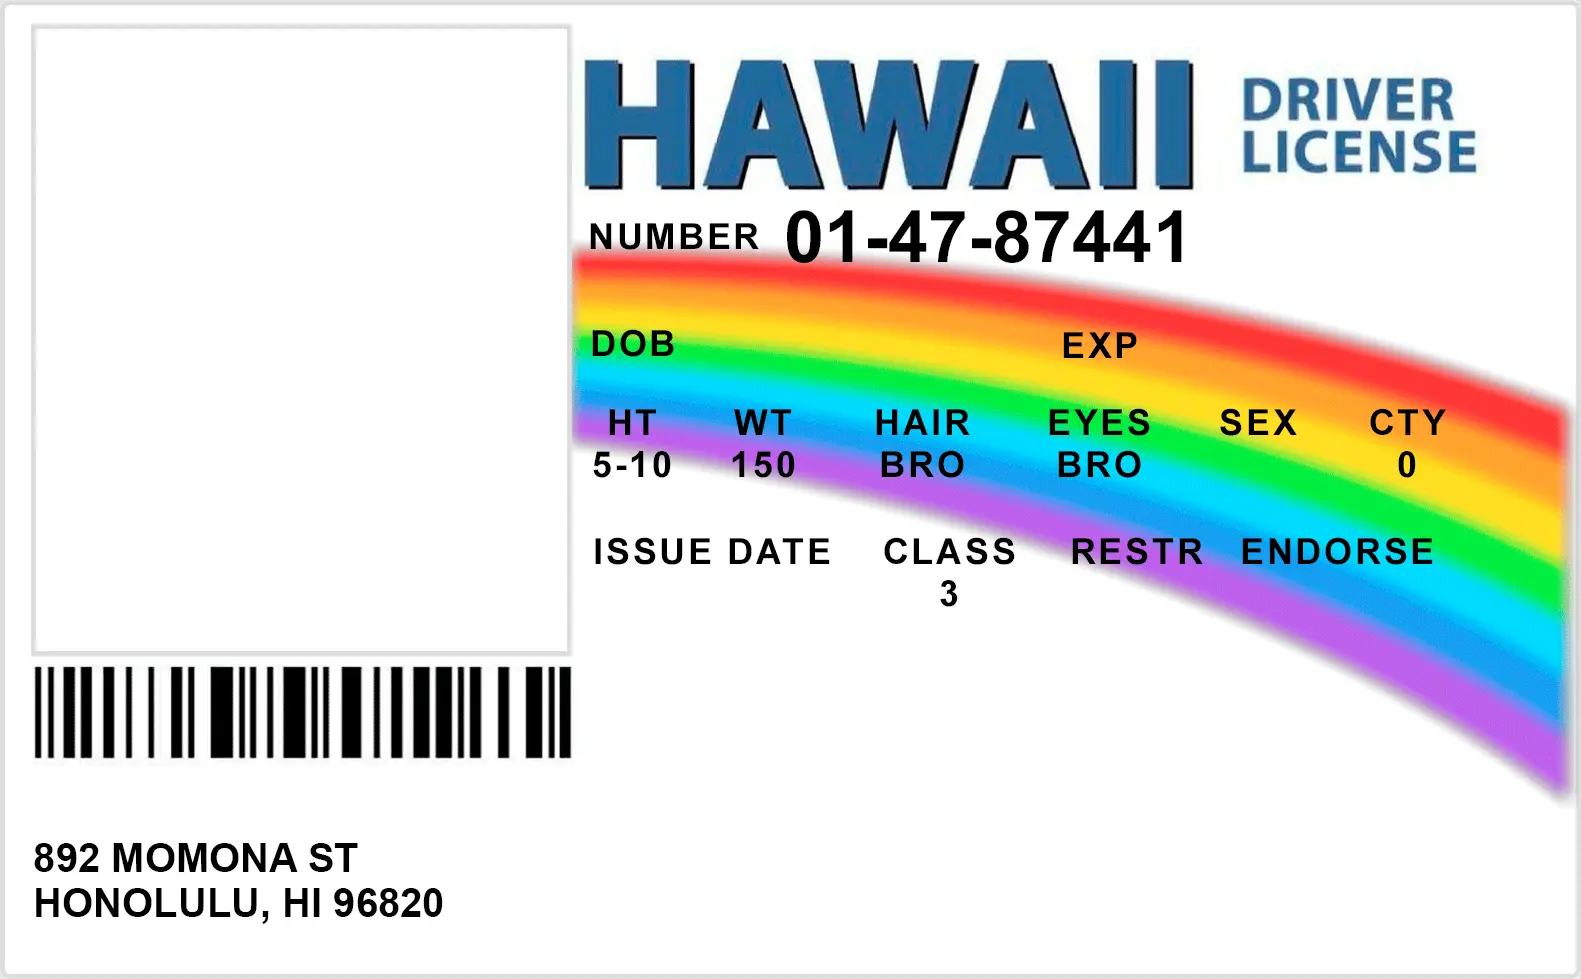 HAWAII DRIVER LICENSE
NUMBER 01-47-87441
DOB EXP
HT WT HAIR EYES SEX CTY
5-10 150 BRO BRO 0
ISSUE DATE CLASS RESTR ENDORSE
3
892 MOMONA ST
HONOLULU, HI 96820